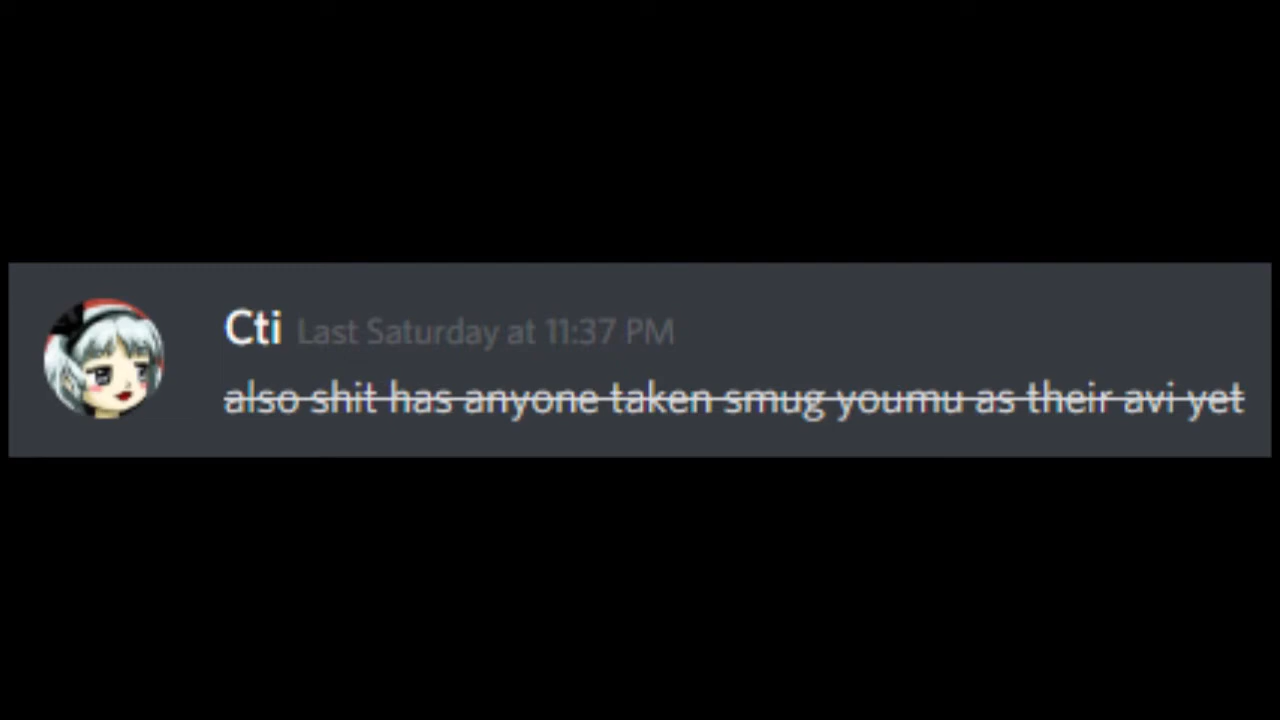 Cti Last Saturday at 11:37 PM
also shit has anyone taken smug youmu as their avi yet